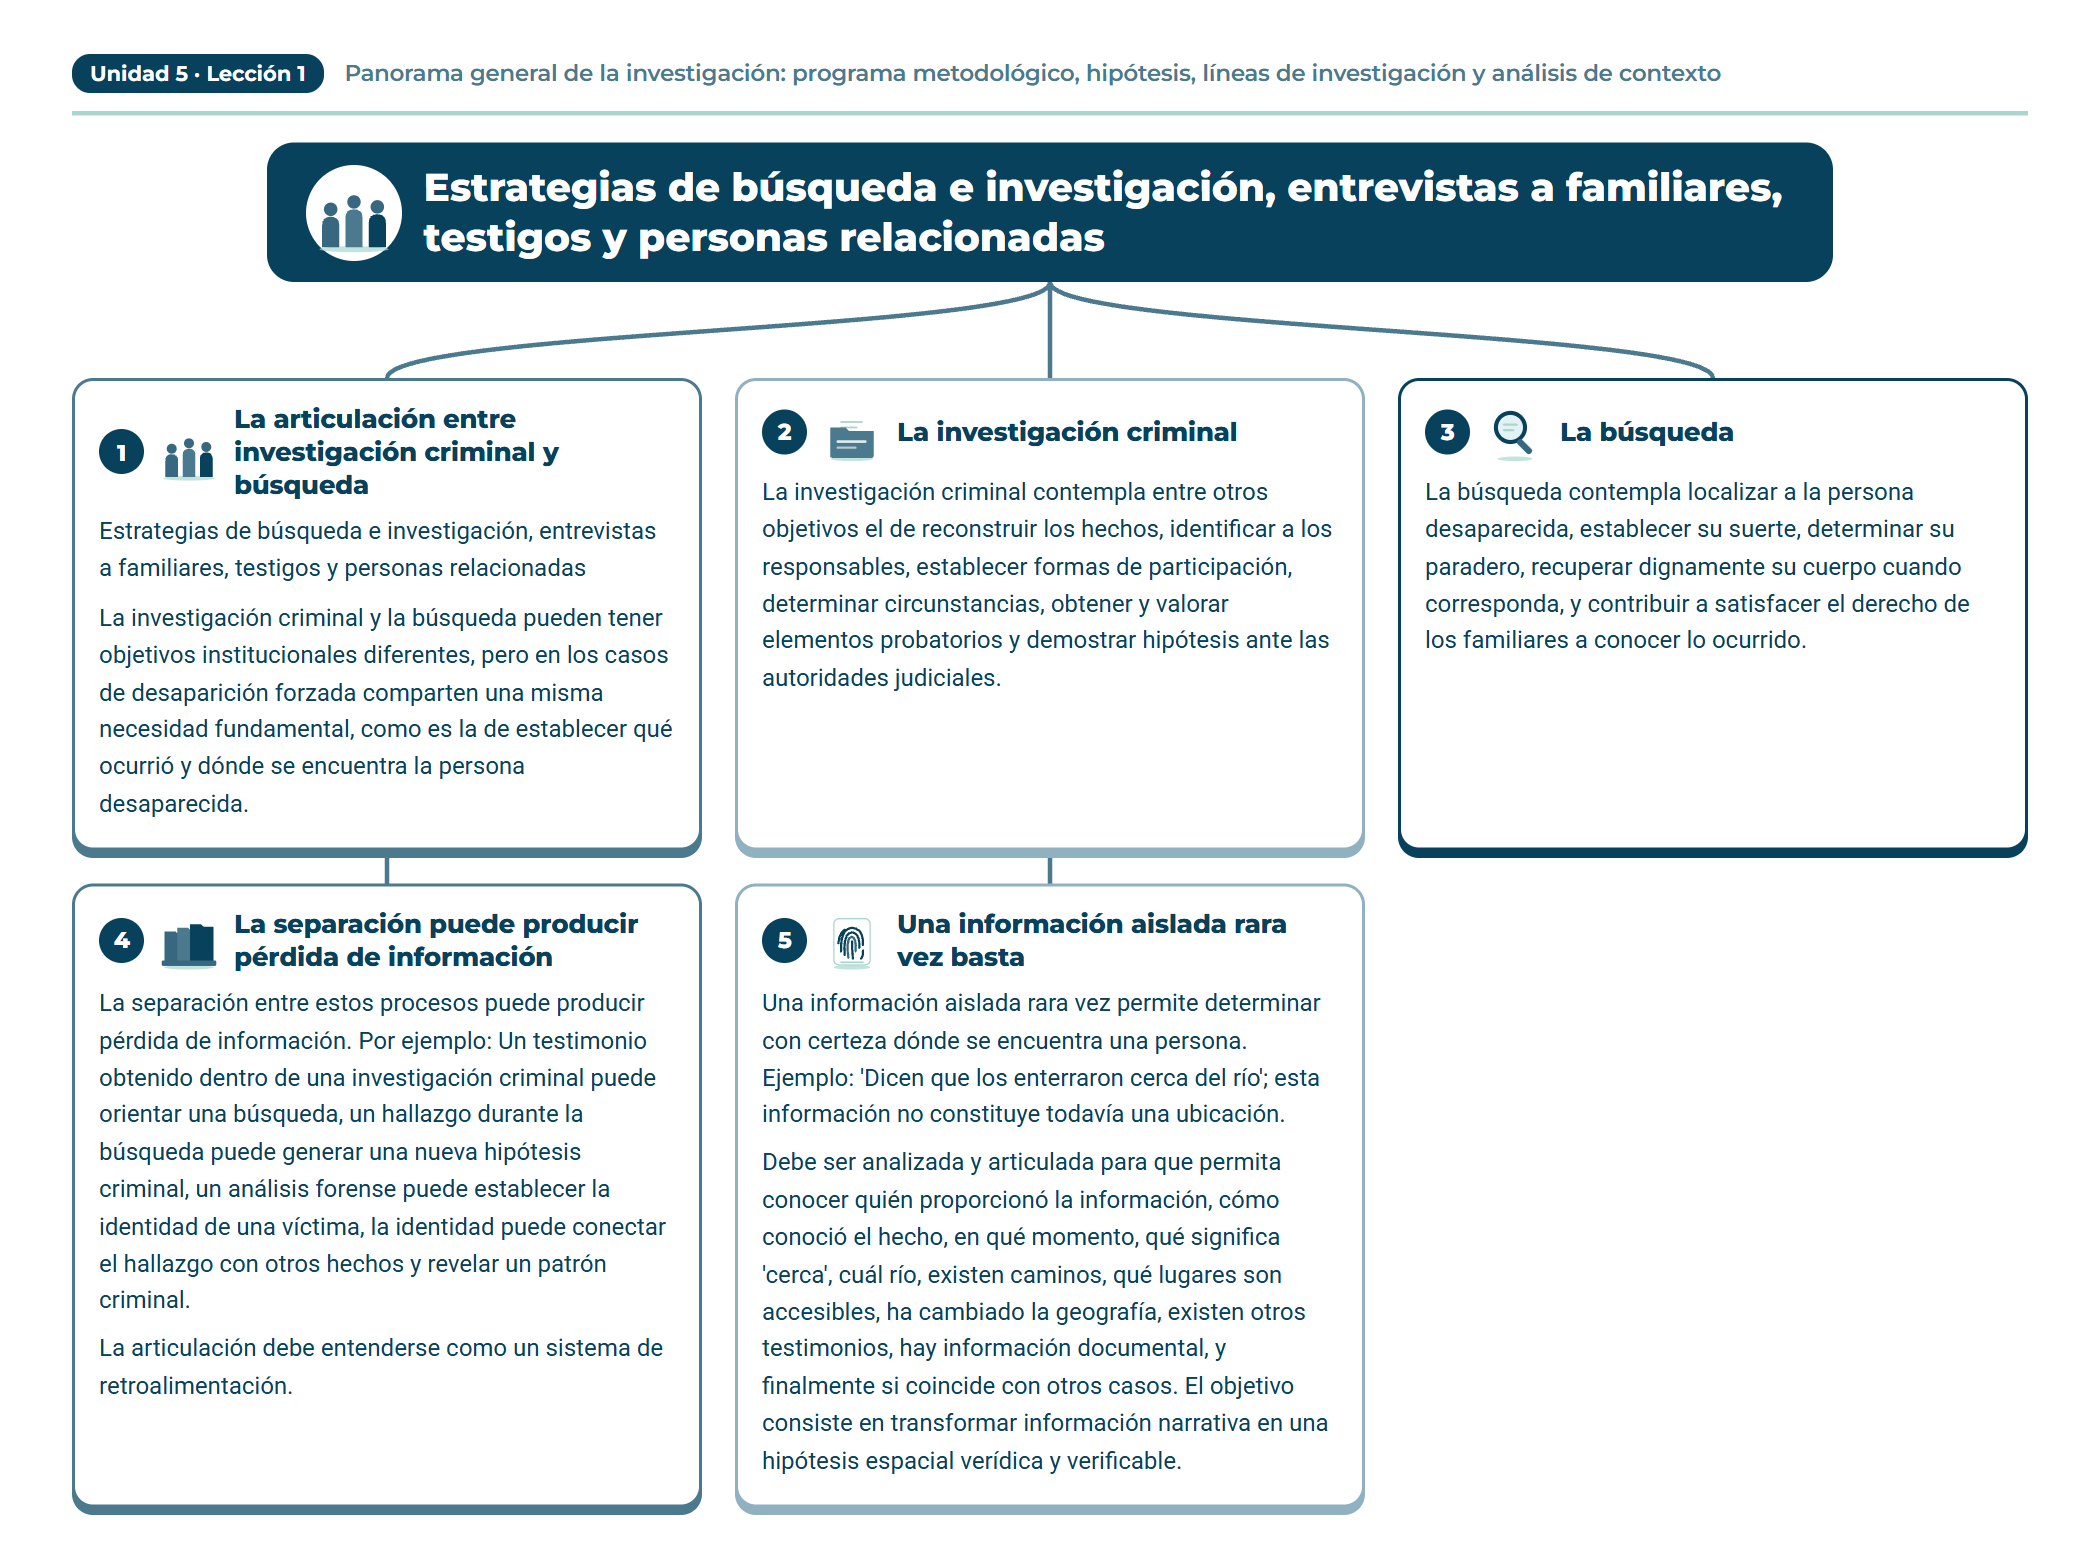 Unidad 5 · Lección 1
Panorama general de la investigación: programa metodológico, hipótesis, líneas de investigación y análisis de contexto
Estrategias de búsqueda e investigación, entrevistas a familiares,
testigos y personas relacionadas
1
La articulación entre
investigación criminal y
búsqueda
Estrategias de búsqueda e investigación, entrevistas
a familiares, testigos y personas relacionadas
La investigación criminal y la búsqueda pueden tener
objetivos institucionales diferentes, pero en los casos
de desaparición forzada comparten una misma
necesidad fundamental, como es la de establecer qué
ocurrió y dónde se encuentra la persona
desaparecida.
2
La investigación criminal
La investigación criminal contempla entre otros
objetivos el de reconstruir los hechos, identificar a los
responsables, establecer formas de participación,
determinar circunstancias, obtener y valorar
elementos probatorios y demostrar hipótesis ante las
autoridades judiciales.
3
La búsqueda
La búsqueda contempla localizar a la persona
desaparecida, establecer su suerte, determinar su
paradero, recuperar dignamente su cuerpo cuando
corresponda, y contribuir a satisfacer el derecho de
los familiares a conocer lo ocurrido.
4
La separación puede producir
pérdida de información
La separación entre estos procesos puede producir
pérdida de información. Por ejemplo: Un testimonio
obtenido dentro de una investigación criminal puede
orientar una búsqueda, un hallazgo durante la
búsqueda puede generar una nueva hipótesis
criminal, un análisis forense puede establecer la
identidad de una víctima, la identidad puede conectar
el hallazgo con otros hechos y revelar un patrón
criminal.
La articulación debe entenderse como un sistema de
retroalimentación.
5
Una información aislada rara
vez basta
Una información aislada rara vez permite determinar
con certeza dónde se encuentra una persona.
Ejemplo: 'Dicen que los enterraron cerca del río'; esta
información no constituye todavía una ubicación.
Debe ser analizada y articulada para que permita
conocer quién proporcionó la información, cómo
conoció el hecho, en qué momento, qué significa
'cerca', cuál río, existen caminos, qué lugares son
accesibles, ha cambiado la geografía, existen otros
testimonios, hay información documental, y
finalmente si coincide con otros casos. El objetivo
consiste en transformar información narrativa en una
hipótesis espacial verídica y verificable.